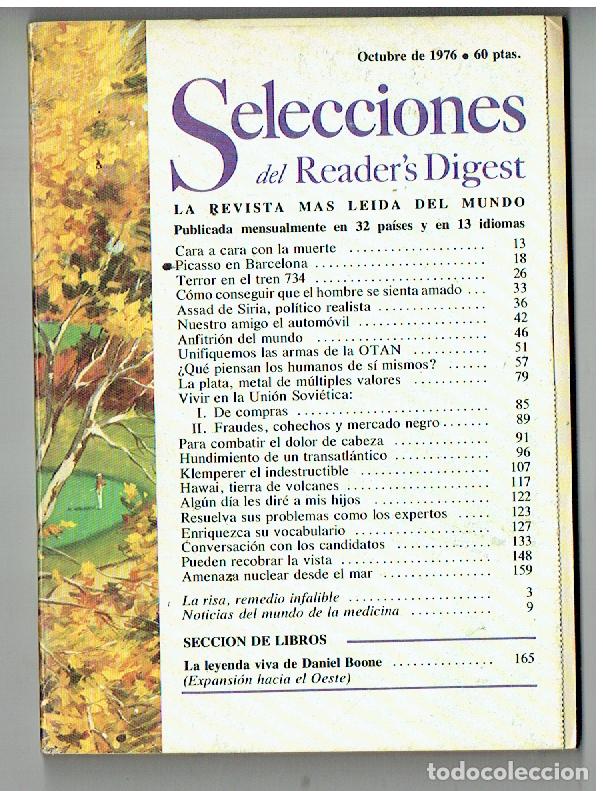 Octubre de 1976 • 60 ptas.
Selecciones
del Reader's Digest
LA REVISTA MAS LEIDA DEL MUNDO
Publicada mensualmente en 32 países y en 13 idiomas
Cara a cara con la muerte .................. 13
Picasso en Barcelona ...................... 18
Terror en el tren 734 ....................... 26
Cómo conseguir que el hombre se sienta amado ... 33
Assad de Siria, político realista ............... 36
Nuestro amigo el automóvil .................. 42
Anfitrión del mundo ....................... 46
Unifiquemos las armas de la OTAN ............ 51
¿Qué piensan los humanos de sí mismos? ........ 57
La plata, metal de múltiples valores ............ 79
Vivir en la Unión Soviética:
I. De compras ........................ 85
II. Fraudes, cohechos y mercado negro ....... 89
Para combatir el dolor de cabeza ............. 91
Hundimiento de un transatlántico ............. 96
Klemperer el indestructible ................. 107
Hawai, tierra de volcanes .................. 117
Algún día les diré a mis hijos ............... 122
Resuelva sus problemas como los expertos ..... 123
Enriquezca su vocabulario .................. 127
Conversación con los candidatos ............. 133
Pueden recobrar la vista .................... 148
Amenaza nuclear desde el mar ............... 159
La risa, remedio infalible ................... 3
Noticias del mundo de la medicina ............ 9
SECCION DE LIBROS
La leyenda viva de Daniel Boone .............. 165
(Expansión hacia el Oeste)
todocoleccion